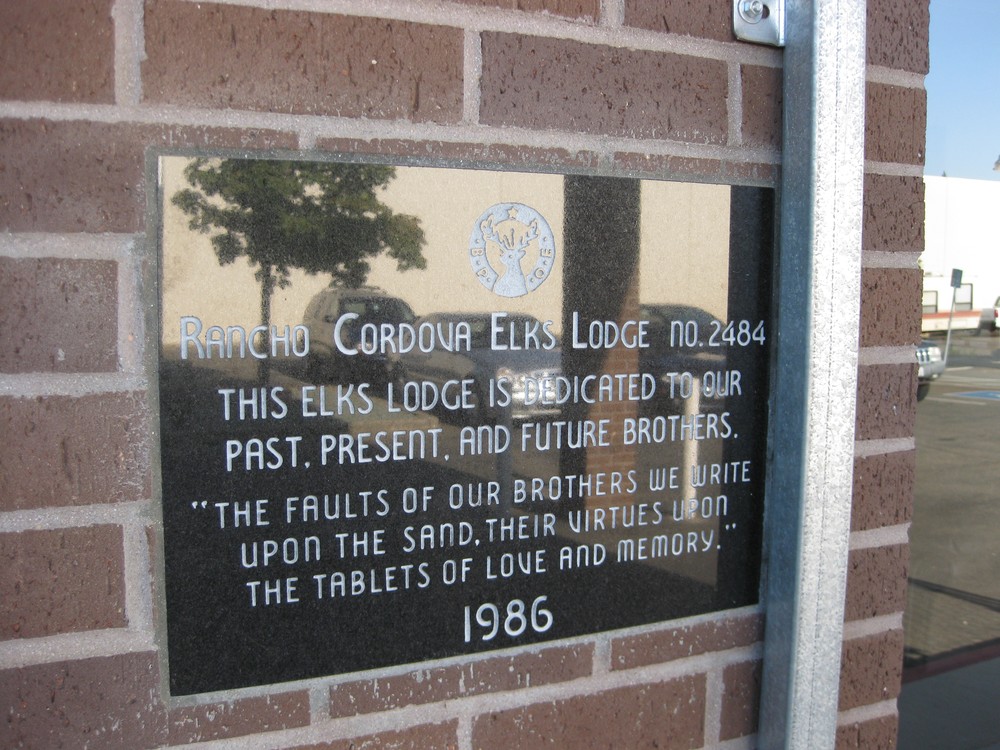 B.P.O.E.
Rancho Cordova Elks Lodge no. 2484
THIS ELKS LODGE IS DEDICATED TO OUR
PAST, PRESENT, AND FUTURE BROTHERS.
"THE FAULTS OF OUR BROTHERS WE WRITE
UPON THE SAND, THEIR VIRTUES UPON
THE TABLETS OF LOVE AND MEMORY."
1986